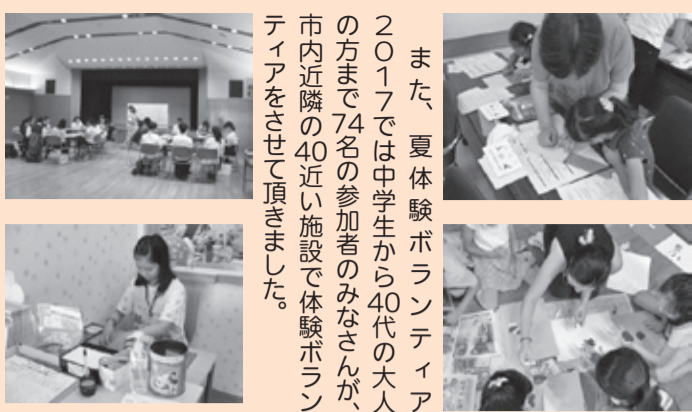 また、夏体験ボランティア
２０１７では中学生から40代の大人
の方まで74名の参加者のみなさんが、
市内近隣の40近い施設で体験ボラン
ティアをさせて頂きました。